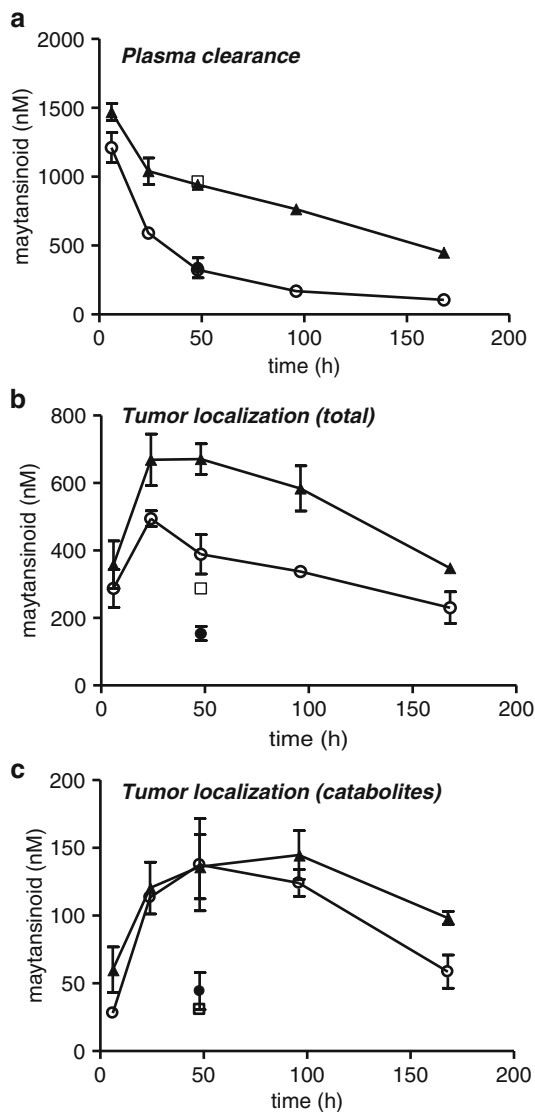 a
Plasma clearance
2000
1500
1000
500
0
maytansinoid (nM)
0 50 100 150 200
time (h)
b
Tumor localization (total)
800
600
400
200
0
maytansinoid (nM)
0 50 100 150 200
time (h)
c
Tumor localization (catabolites)
200
150
100
50
0
maytansinoid (nM)
0 50 100 150 200
time (h)